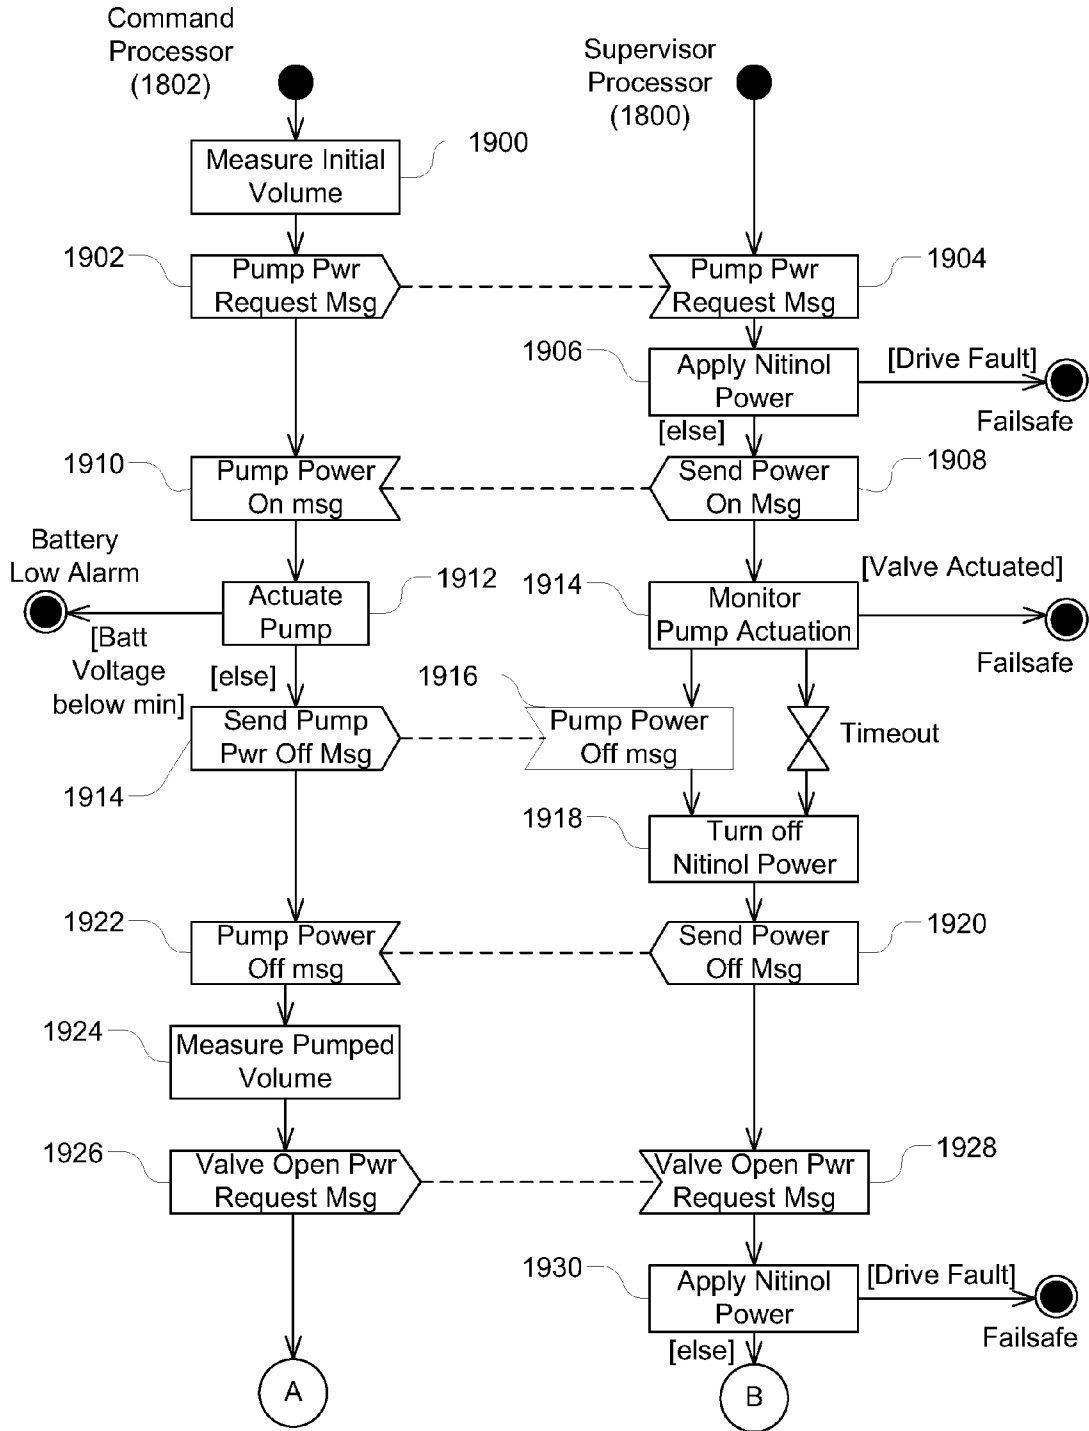 Command
Processor
(1802)
Supervisor
Processor
(1800)
Measure Initial
Volume
1900
1902
Pump Pwr
Request Msg
Pump Pwr
Request Msg
1904
1906
Apply Nitinol
Power
[Drive Fault]
Failsafe
[else]
1910
Pump Power
On msg
Send Power
On Msg
1908
Battery
Low Alarm
Actuate
Pump
1912
[Batt
Voltage
below min]
[else]
1914
Monitor
Pump Actuation
[Valve Actuated]
Failsafe
1916
Send Pump
Pwr Off Msg
1914
Pump Power
Off msg
Timeout
1918
Turn off
Nitinol Power
1922
Pump Power
Off msg
Send Power
Off Msg
1920
1924
Measure Pumped
Volume
1926
Valve Open Pwr
Request Msg
Valve Open Pwr
Request Msg
1928
1930
Apply Nitinol
Power
[Drive Fault]
Failsafe
[else]
A
B